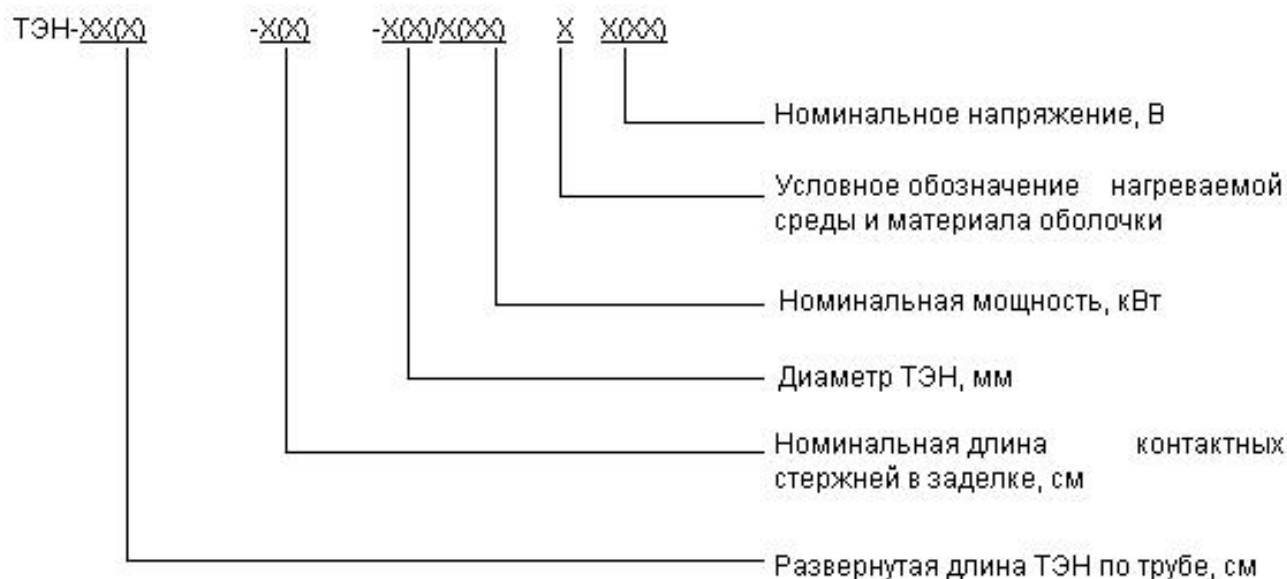 ТЭН-XX(X) -X(X) -X(X)/X(XX) X X(XX)
Номинальное напряжение, В
Условное обозначение нагреваемой
среды и материала оболочки
Номинальная мощность, кВт
Диаметр ТЭН, мм
Номинальная длина контактных
стержней в заделке, см
Развернутая длина ТЭН по трубе, см